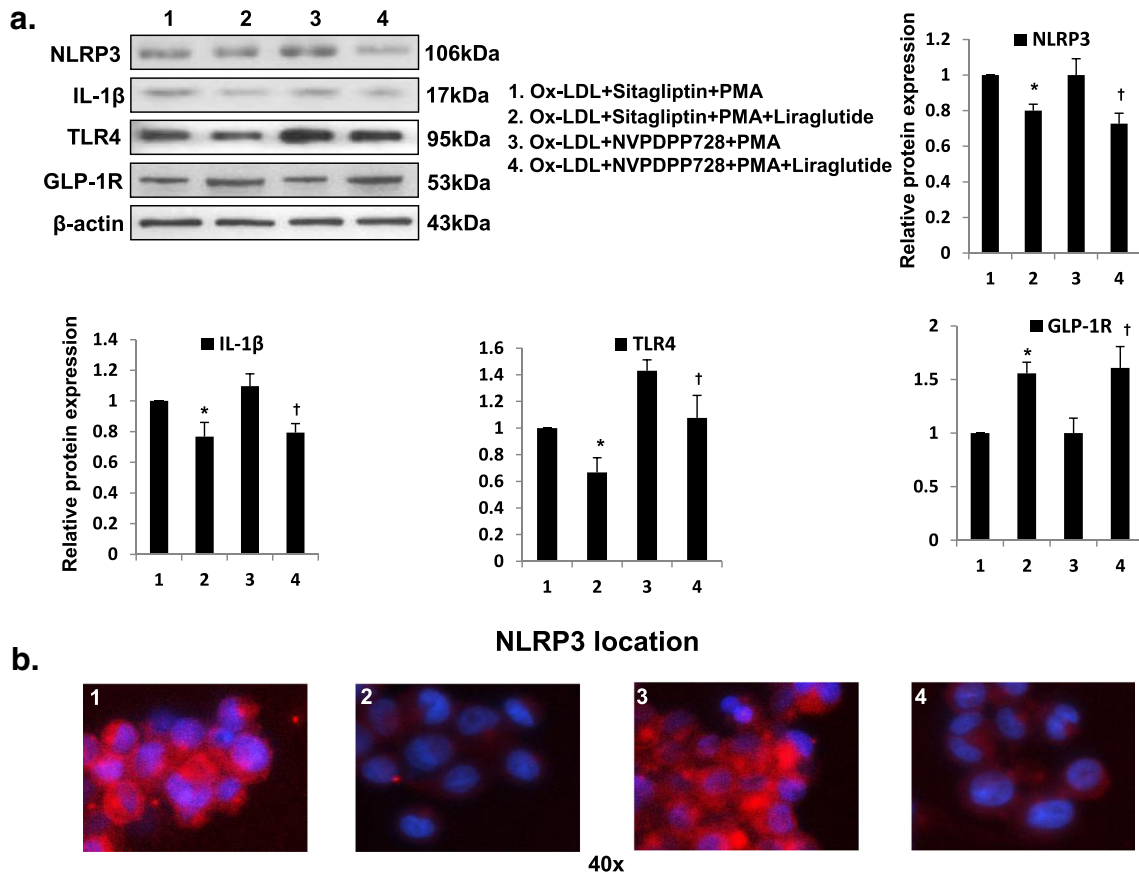 a.
1 2 3 4
NLRP3 106kDa
IL-1β 17kDa
TLR4 95kDa
GLP-1R 53kDa
β-actin 43kDa
1. Ox-LDL+Sitagliptin+PMA
2. Ox-LDL+Sitagliptin+PMA+Liraglutide
3. Ox-LDL+NVPDPP728+PMA
4. Ox-LDL+NVPDPP728+PMA+Liraglutide
Relative protein expression
NLRP3
1.2
1
0.8
0.6
0.4
0.2
0
* †
1 2 3 4
Relative protein expression
IL-1β
1.4
1.2
1
0.8
0.6
0.4
0.2
0
* †
1 2 3 4
TLR4
1.6
1.4
1.2
1
0.8
0.6
0.4
0.2
0
* †
1 2 3 4
GLP-1R
2
1.5
1
0.5
0
* †
1 2 3 4
b.
NLRP3 location
1 2 3 4
40x